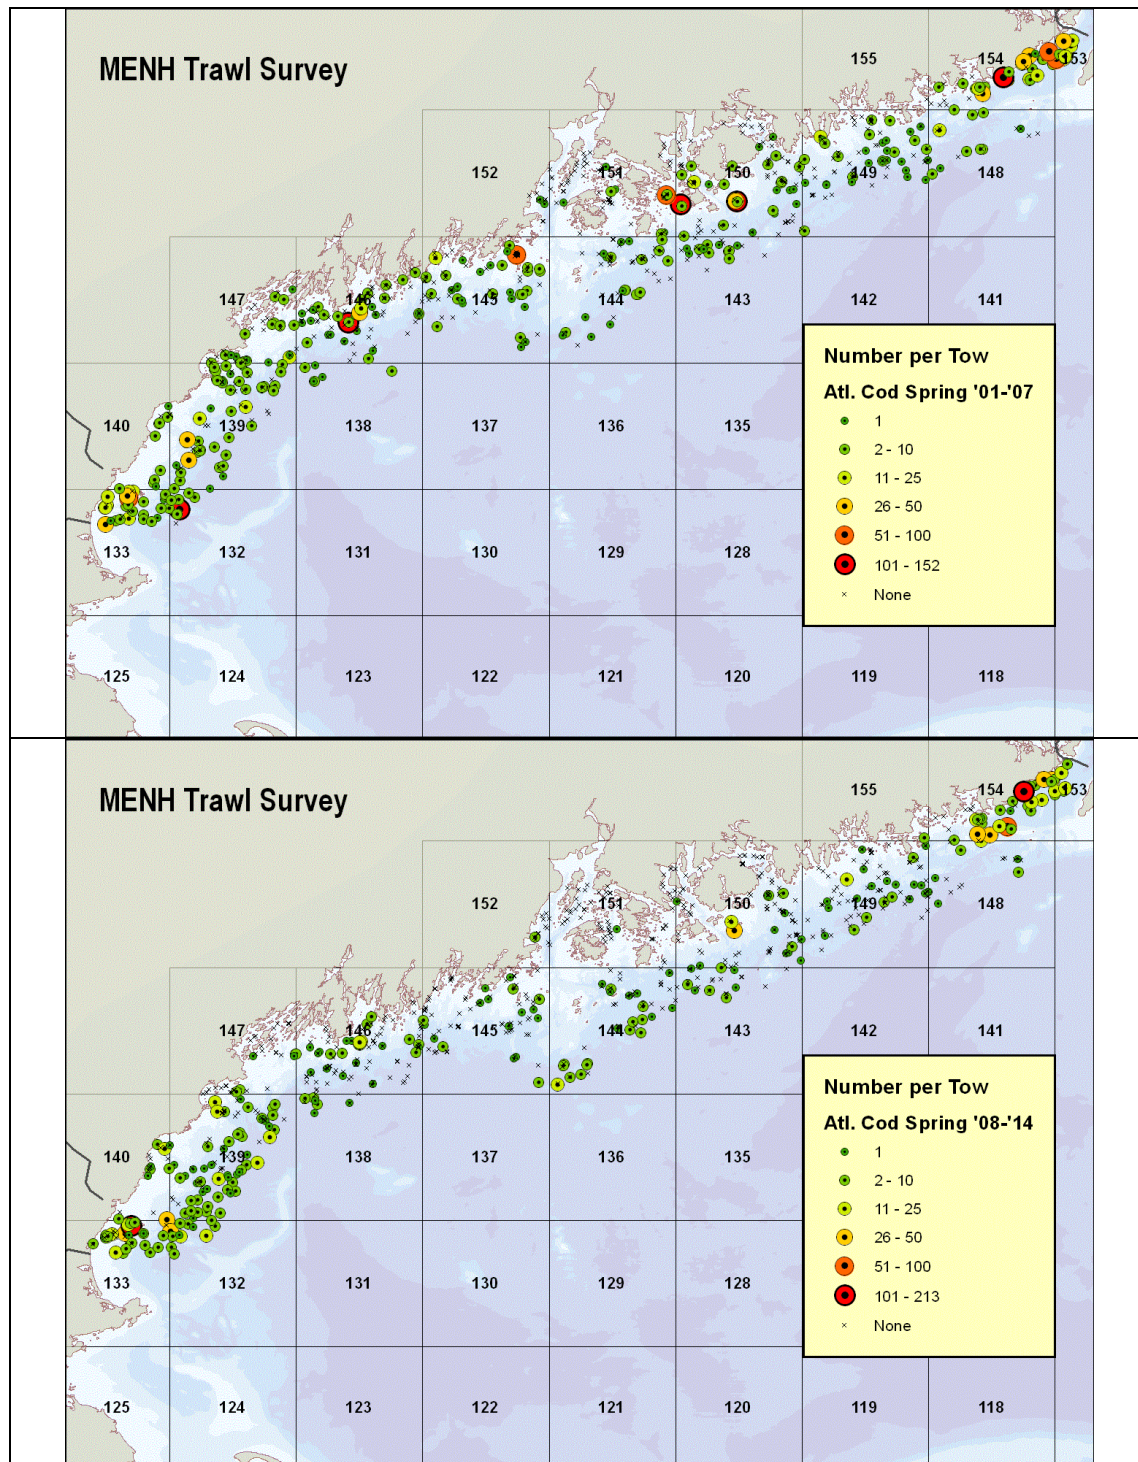 MENH Trawl Survey
155 154 153
152 151 150 149 148
147 146 145 144 143 142 141
140 139 138 137 136 135
133 132 131 130 129 128
125 124 123 122 121 120 119 118
Number per Tow
Atl. Cod Spring '01-'07
1
2 - 10
11 - 25
26 - 50
51 - 100
101 - 152
None
MENH Trawl Survey
155 154 153
152 151 150 149 148
147 146 145 144 143 142 141
140 139 138 137 136 135
133 132 131 130 129 128
125 124 123 122 121 120 119 118
Number per Tow
Atl. Cod Spring '08-'14
1
2 - 10
11 - 25
26 - 50
51 - 100
101 - 213
None